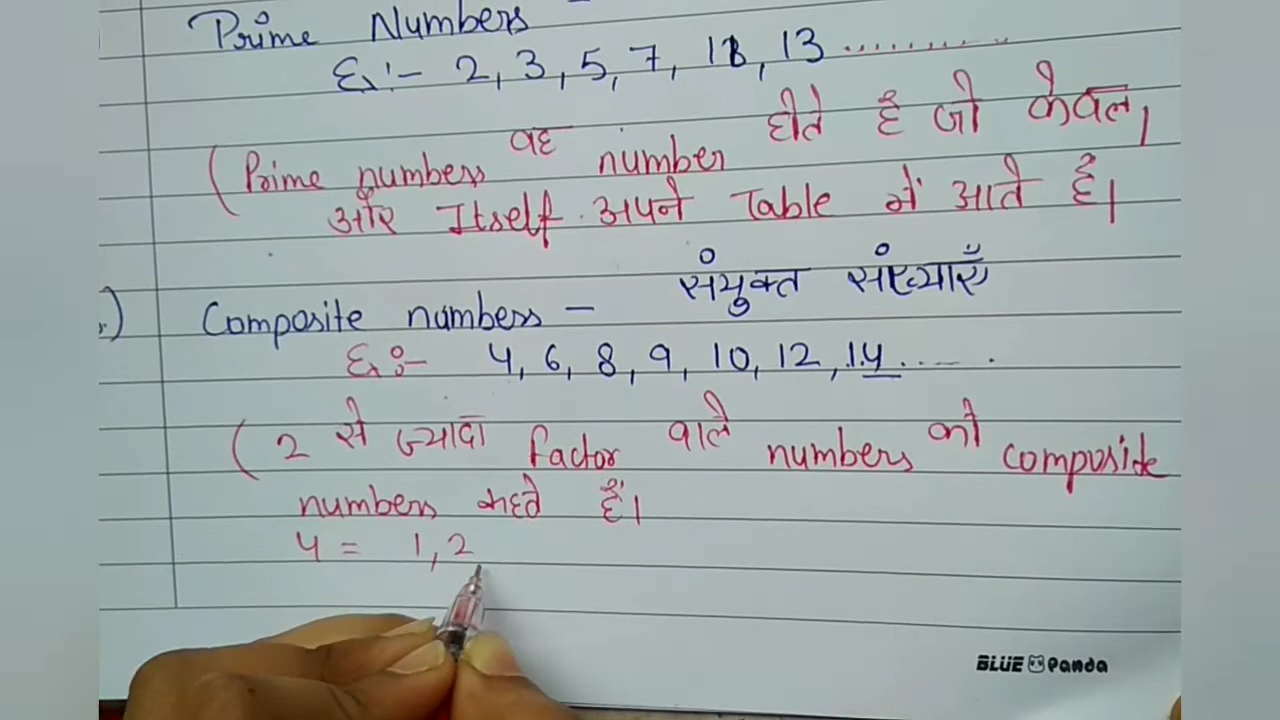 Prime Numbers –
Ex:- 2, 3, 5, 7, 11, 13 ..........
(Prime numbers वह number होते है जो केवल 1
और Itself अपने Table में आते है।
संयुक्त संख्याएँ
Composite numbers –
Ex:- 4, 6, 8, 9, 10, 12, 14 .......
( 2 से ज्यादा factor वाले numbers को composite
numbers कहते हैं।
4 = 1, 2
BLUE Panda